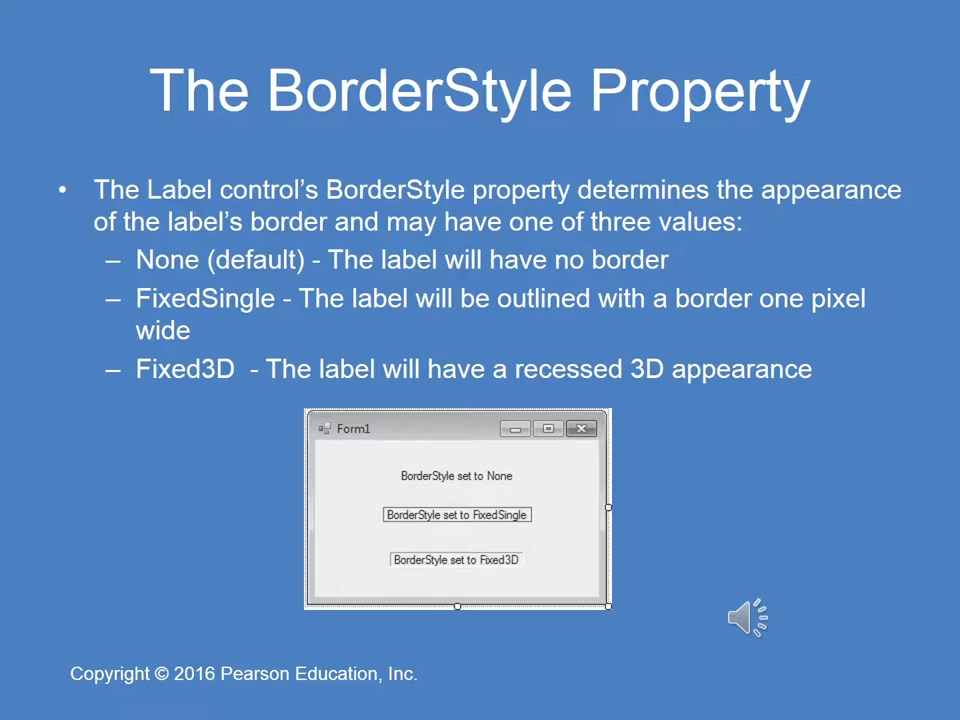 The BorderStyle Property
• The Label control’s BorderStyle property determines the appearance
of the label’s border and may have one of three values:
– None (default) - The label will have no border
– FixedSingle - The label will be outlined with a border one pixel
wide
– Fixed3D  - The label will have a recessed 3D appearance
Form1
BorderStyle set to None
BorderStyle set to FixedSingle
BorderStyle set to Fixed3D
Copyright © 2016 Pearson Education, Inc.